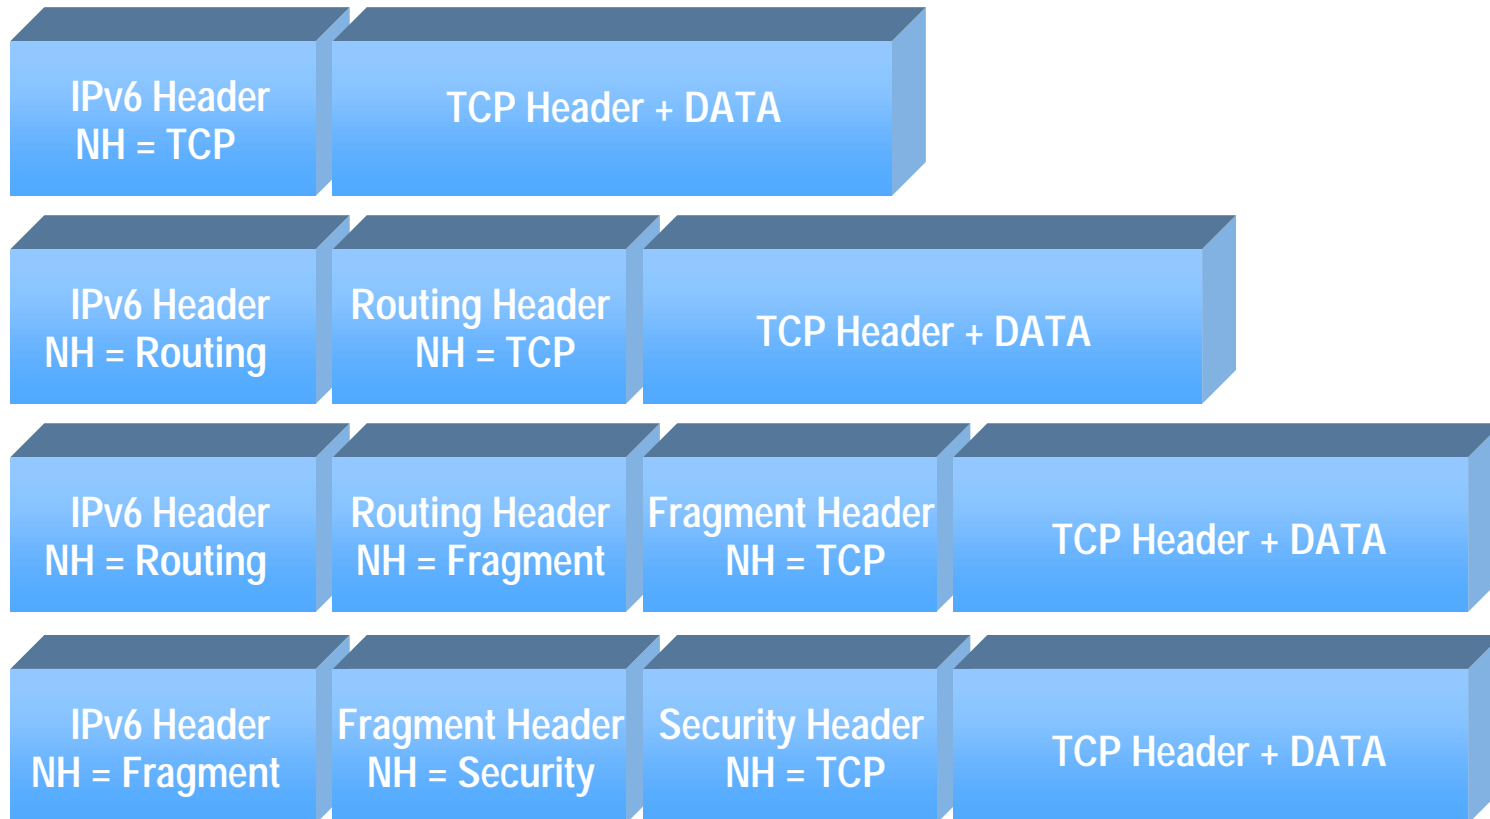 IPv6 Header
NH = TCP
TCP Header + DATA
IPv6 Header
NH = Routing
Routing Header
NH = TCP
TCP Header + DATA
IPv6 Header
NH = Routing
Routing Header
NH = Fragment
Fragment Header
NH = TCP
TCP Header + DATA
IPv6 Header
NH = Fragment
Fragment Header
NH = Security
Security Header
NH = TCP
TCP Header + DATA